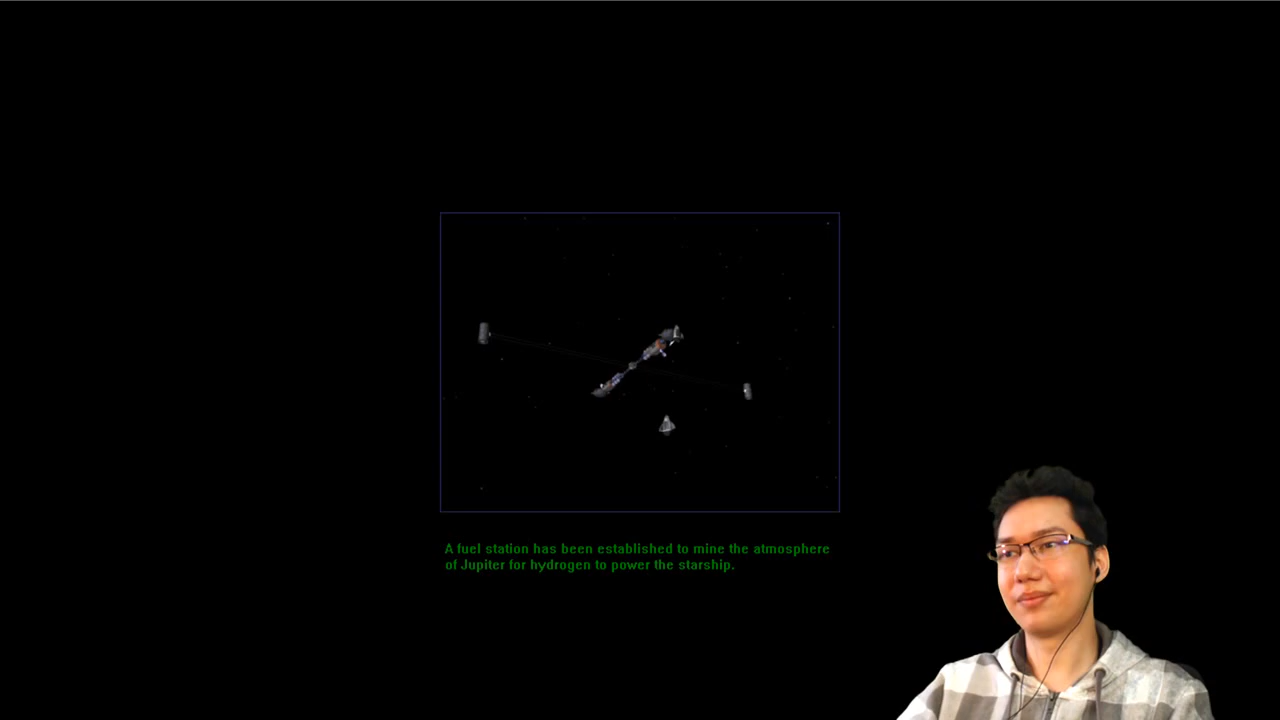 A fuel station has been established to mine the atmosphere
of Jupiter for hydrogen to power the starship.